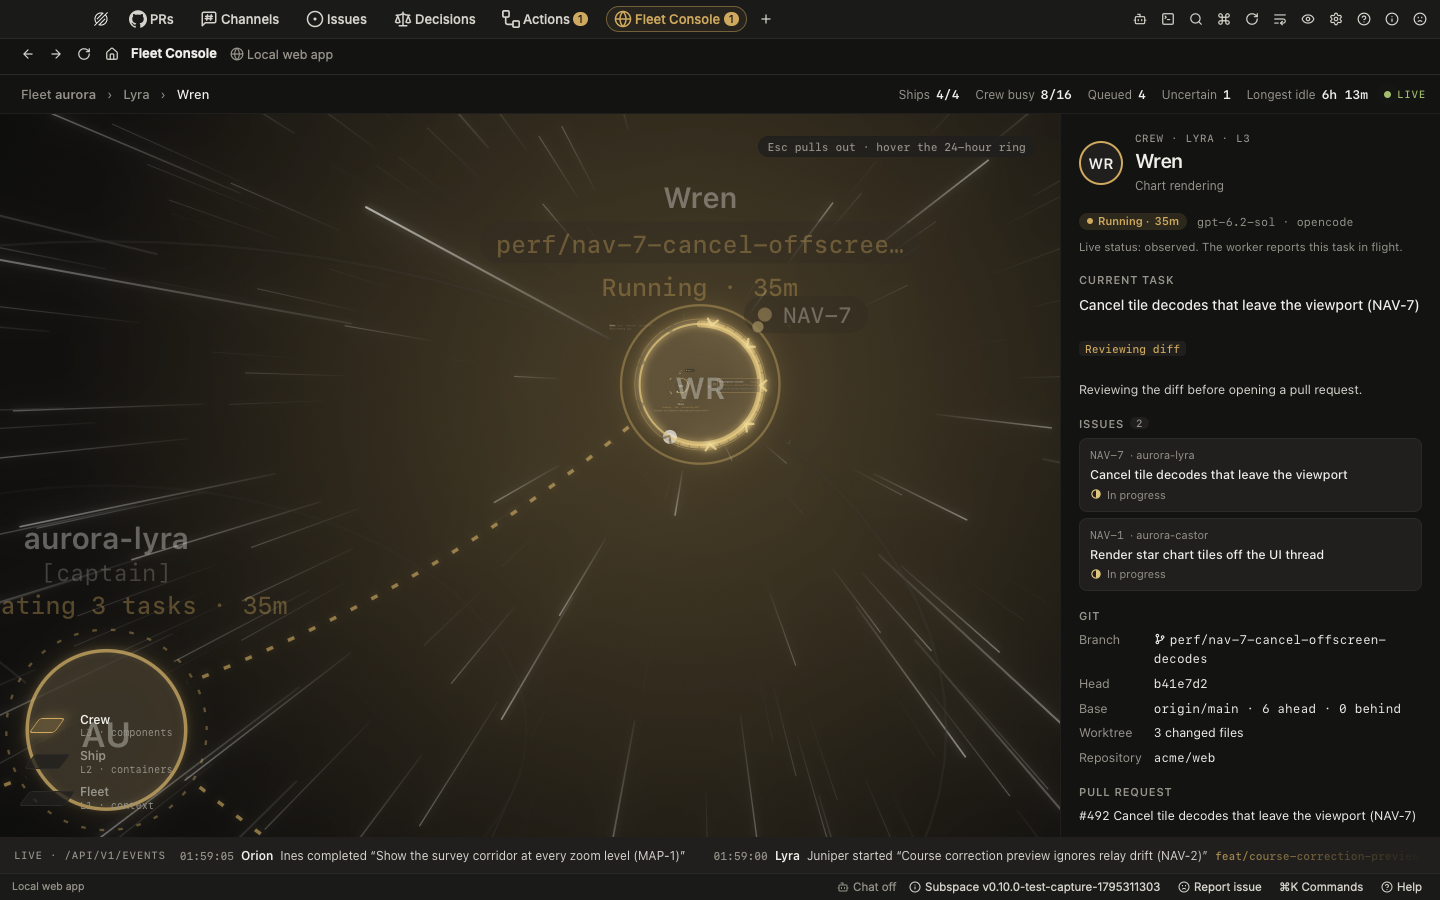 PRs
Channels
Issues
Decisions
Actions 1
Fleet Console 1
Fleet Console
Local web app
Fleet aurora › Lyra › Wren
Ships 4/4
Crew busy 8/16
Queued 4
Uncertain 1
Longest idle 6h 13m
LIVE
Esc pulls out · hover the 24-hour ring
Wren
perf/nav-7-cancel-offscree…
Running · 35m
NAV-7
WR
aurora-lyra
[captain]
ating 3 tasks · 35m
AU
Crew
L3 · components
Ship
L2 · containers
Fleet
L1 · context
WR
CREW · LYRA · L3
Wren
Chart rendering
Running · 35m
gpt-6.2-sol · opencode
Live status: observed. The worker reports this task in flight.
CURRENT TASK
Cancel tile decodes that leave the viewport (NAV-7)
Reviewing diff
Reviewing the diff before opening a pull request.
ISSUES 2
NAV-7 · aurora-lyra
Cancel tile decodes that leave the viewport
In progress
NAV-1 · aurora-castor
Render star chart tiles off the UI thread
In progress
GIT
Branch perf/nav-7-cancel-offscreen-
decodes
Head b41e7d2
Base origin/main · 6 ahead · 0 behind
Worktree 3 changed files
Repository acme/web
PULL REQUEST
#492 Cancel tile decodes that leave the viewport (NAV-7)
LIVE · /API/V1/EVENTS
01:59:05 Orion Ines completed “Show the survey corridor at every zoom level (MAP-1)”
01:59:00 Lyra Juniper started “Course correction preview ignores relay drift (NAV-2)” feat/course-correction-previe
Local web app
Chat off
Subspace v0.10.0-test-capture-1795311303
Report issue
⌘K Commands
Help